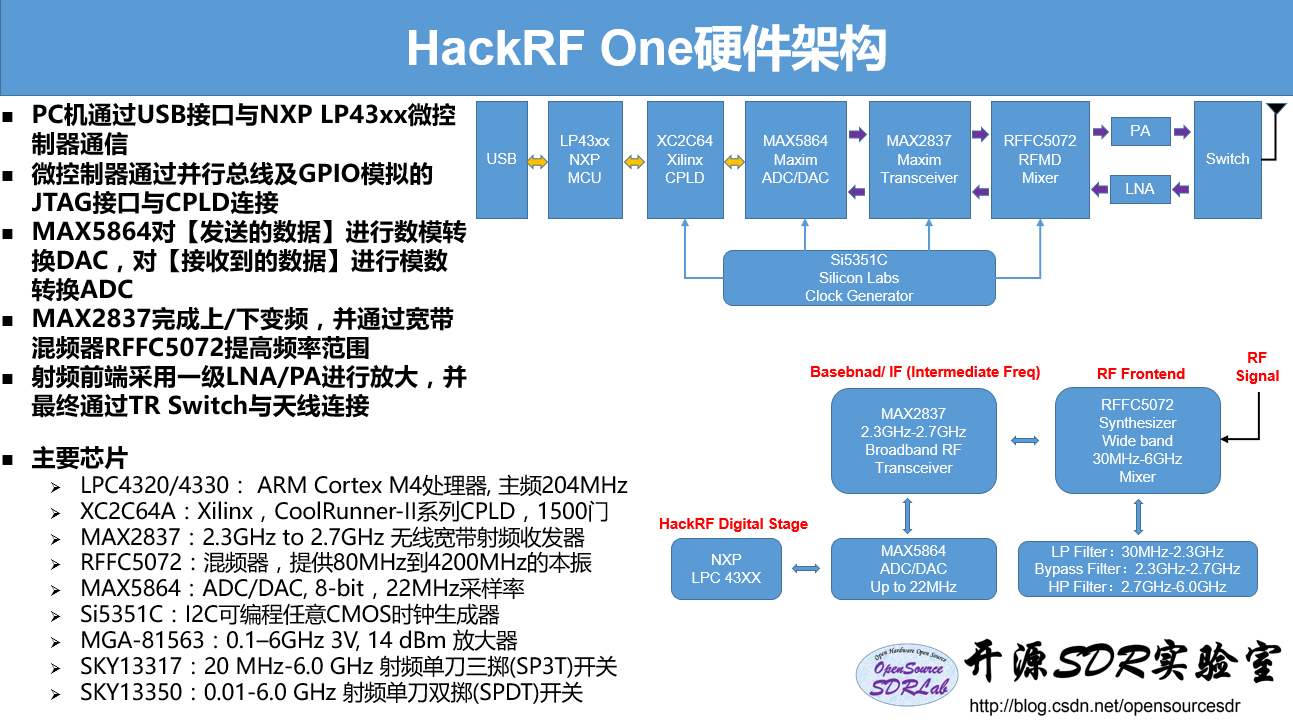 HackRF One硬件架构
■ PC机通过USB接口与NXP LP43xx微控
制器通信
■ 微控制器通过并行总线及GPIO模拟的
JTAG接口与CPLD连接
■ MAX5864对【发送的数据】进行数模转
换DAC，对【接收到的数据】进行模数
转换ADC
■ MAX2837完成上/下变频，并通过宽带
混频器RFFC5072提高频率范围
■ 射频前端采用一级LNA/PA进行放大，并
最终通过TR Switch与天线连接
■ 主要芯片
➢ LPC4320/4330： ARM Cortex M4处理器, 主频204MHz
➢ XC2C64A：Xilinx，CoolRunner-II系列CPLD，1500门
➢ MAX2837：2.3GHz to 2.7GHz 无线宽带射频收发器
➢ RFFC5072：混频器，提供80MHz到4200MHz的本振
➢ MAX5864：ADC/DAC, 8-bit，22MHz采样率
➢ Si5351C：I2C可编程任意CMOS时钟生成器
➢ MGA-81563：0.1–6GHz 3V, 14 dBm 放大器
➢ SKY13317：20 MHz-6.0 GHz 射频单刀三掷(SP3T)开关
➢ SKY13350：0.01-6.0 GHz 射频单刀双掷(SPDT)开关
USB
LP43xx
NXP
MCU
XC2C64
Xilinx
CPLD
MAX5864
Maxim
ADC/DAC
MAX2837
Maxim
Transceiver
RFFC5072
RFMD
Mixer
PA
LNA
Switch
Si5351C
Silicon Labs
Clock Generator
Basebnad/ IF (Intermediate Freq)
RF Frontend
RF
Signal
MAX2837
2.3GHz-2.7GHz
Broadband RF
Transceiver
RFFC5072
Synthesizer
Wide band
30MHz-6GHz
Mixer
HackRF Digital Stage
NXP
LPC 43XX
MAX5864
ADC/DAC
Up to 22MHz
LP Filter：30MHz-2.3GHz
Bypass Filter：2.3GHz-2.7GHz
HP Filter：2.7GHz-6.0GHz
Open Hardware Open Source
OpenSource
SDRLab
开源SDR实验室
http://blog.csdn.net/opensourcesdr